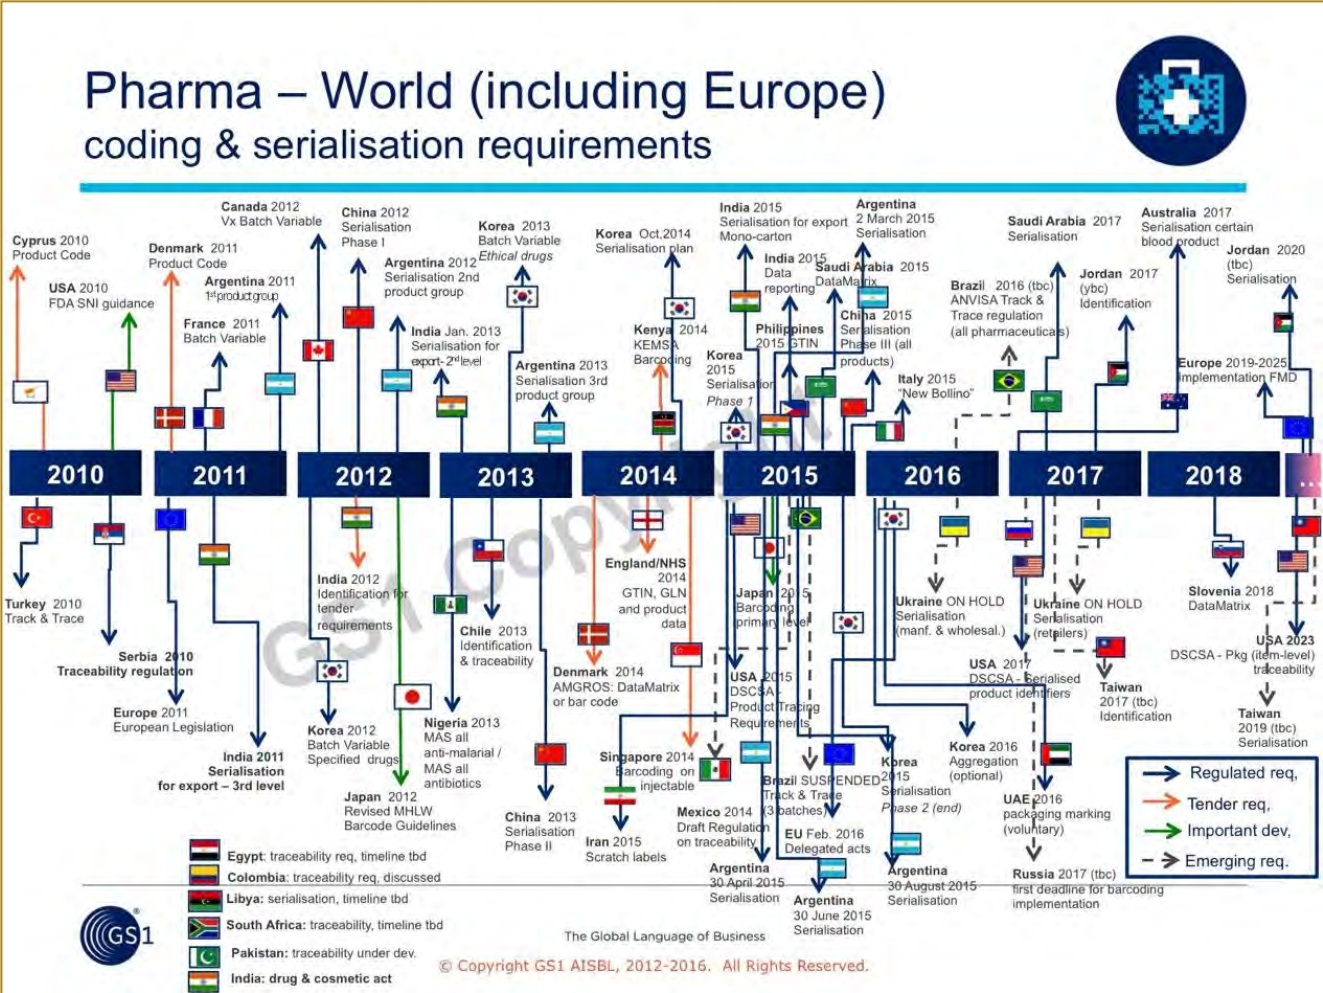 Pharma – World (including Europe)
coding & serialisation requirements
Cyprus 2010
Product Code
USA 2010
FDA SNI guidance
Denmark 2011
Product Code
Argentina 2011
1st product group
France 2011
Batch Variable
Canada 2012
Vx Batch Variable
China 2012
Serialisation
Phase I
Argentina 2012
Serialisation 2nd
product group
India Jan. 2013
Serialisation for
export- 2nd level
Korea 2013
Batch Variable
Ethical drugs
Argentina 2013
Serialisation 3rd
product group
Korea Oct,2014
Serialisation plan
Kenya 2014
KEMSA
Barcoding
Korea
2015
Serialisation
Phase 1
India 2015
Serialisation for export
Mono-carton
India 2015
Data
reporting
Philippines
2015 GTIN
Saudi Arabia 2015
DataMatrix
Argentina
2 March 2015
Serialisation
China 2015
Serialisation
Phase III (all
products)
Italy 2015
"New Bollino"
Brazil 2016 (tbc)
ANVISA Track &
Trace regulation
(all pharmaceuticals)
Saudi Arabia 2017
Serialisation
Jordan 2017
(ybc)
Identification
Australia 2017
Serialisation certain
blood product
Jordan 2020
(tbc)
Serialisation
Europe 2019-2025
Implementation FMD
2010
2011
2012
2013
2014
2015
2016
2017
2018
...
Turkey 2010
Track & Trace
Serbia 2010
Traceability regulation
Europe 2011
European Legislation
India 2011
Serialisation
for export – 3rd level
India 2012
Identification for
tender
requirements
Korea 2012
Batch Variable
Specified drugs
Japan 2012
Revised MHLW
Barcode Guidelines
Nigeria 2013
MAS all
anti-malarial /
MAS all
antibiotics
Chile 2013
Identification
& traceability
China 2013
Serialisation
Phase II
Denmark 2014
AMGROS: DataMatrix
or bar code
England/NHS
2014
GTIN, GLN
and product
data
Singapore 2014
Barcoding on
injectable
Iran 2015
Scratch labels
Mexico 2014
Draft Regulation
on traceability
USA 2015
DSCSA -
Product Tracing
Requirements
Japan 2015
Barcoding
primary level
Argentina
30 April 2015
Serialisation
Brazil SUSPENDED
Track & Trace
(3 batches)
EU Feb. 2016
Delegated acts
Argentina
30 June 2015
Serialisation
Korea
2015
Serialisation
Phase 2 (end)
Argentina
30 August 2015
Serialisation
Ukraine ON HOLD
Serialisation
(manf. & wholesal.)
Korea 2016
Aggregation
(optional)
USA 2017
DSCSA - Serialised
product identifiers
UAE 2016
packaging marking
(voluntary)
Russia 2017 (tbc)
first deadline for barcoding
implementation
Ukraine ON HOLD
Serialisation
(retailers)
Taiwan
2017 (tbc)
Identification
Slovenia 2018
DataMatrix
USA 2023
DSCSA - Pkg (item-level)
traceability
Taiwan
2019 (tbc)
Serialisation
Regulated req,
Tender req,
Important dev,
Emerging req.
Egypt: traceability req, timeline tbd
Colombia: traceability req, discussed
Libya: serialisation, timeline tbd
South Africa: traceability, timeline tbd
Pakistan: traceability under dev.
India: drug & cosmetic act
GS1
®
The Global Language of Business
© Copyright GS1 AISBL, 2012-2016. All Rights Reserved.
GS1 Copyright